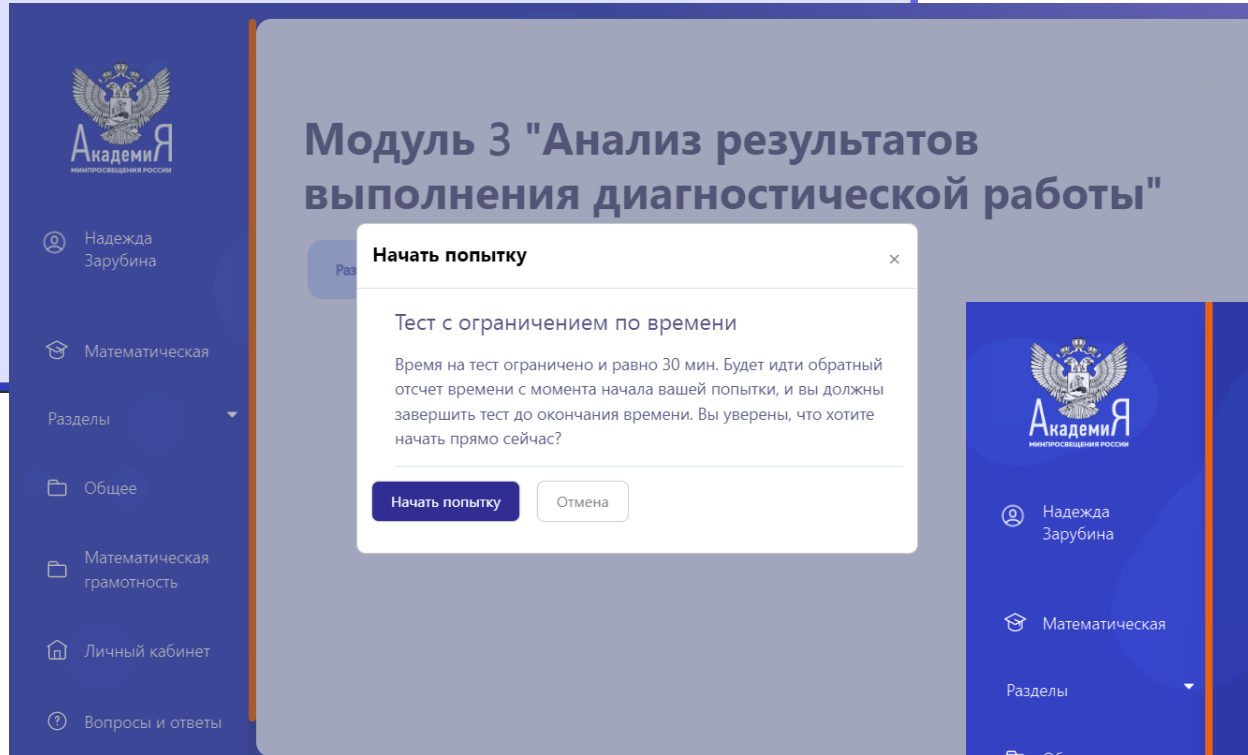 АкадемиЯ
МИНПРОСВЕЩЕНИЯ РОССИИ
Надежда
Зарубина
Математическая
Разделы
Общее
Математическая
грамотность
Личный кабинет
Вопросы и ответы
Модуль 3 "Анализ результатов
выполнения диагностической работы"
Раз
Начать попытку
×
Тест с ограничением по времени
Время на тест ограничено и равно 30 мин. Будет идти обратный
отсчет времени с момента начала вашей попытки, и вы должны
завершить тест до окончания времени. Вы уверены, что хотите
начать прямо сейчас?
Начать попытку
Отмена
АкадемиЯ
МИНПРОСВЕЩЕНИЯ РОССИИ
Надежда
Зарубина
Математическая
Разделы